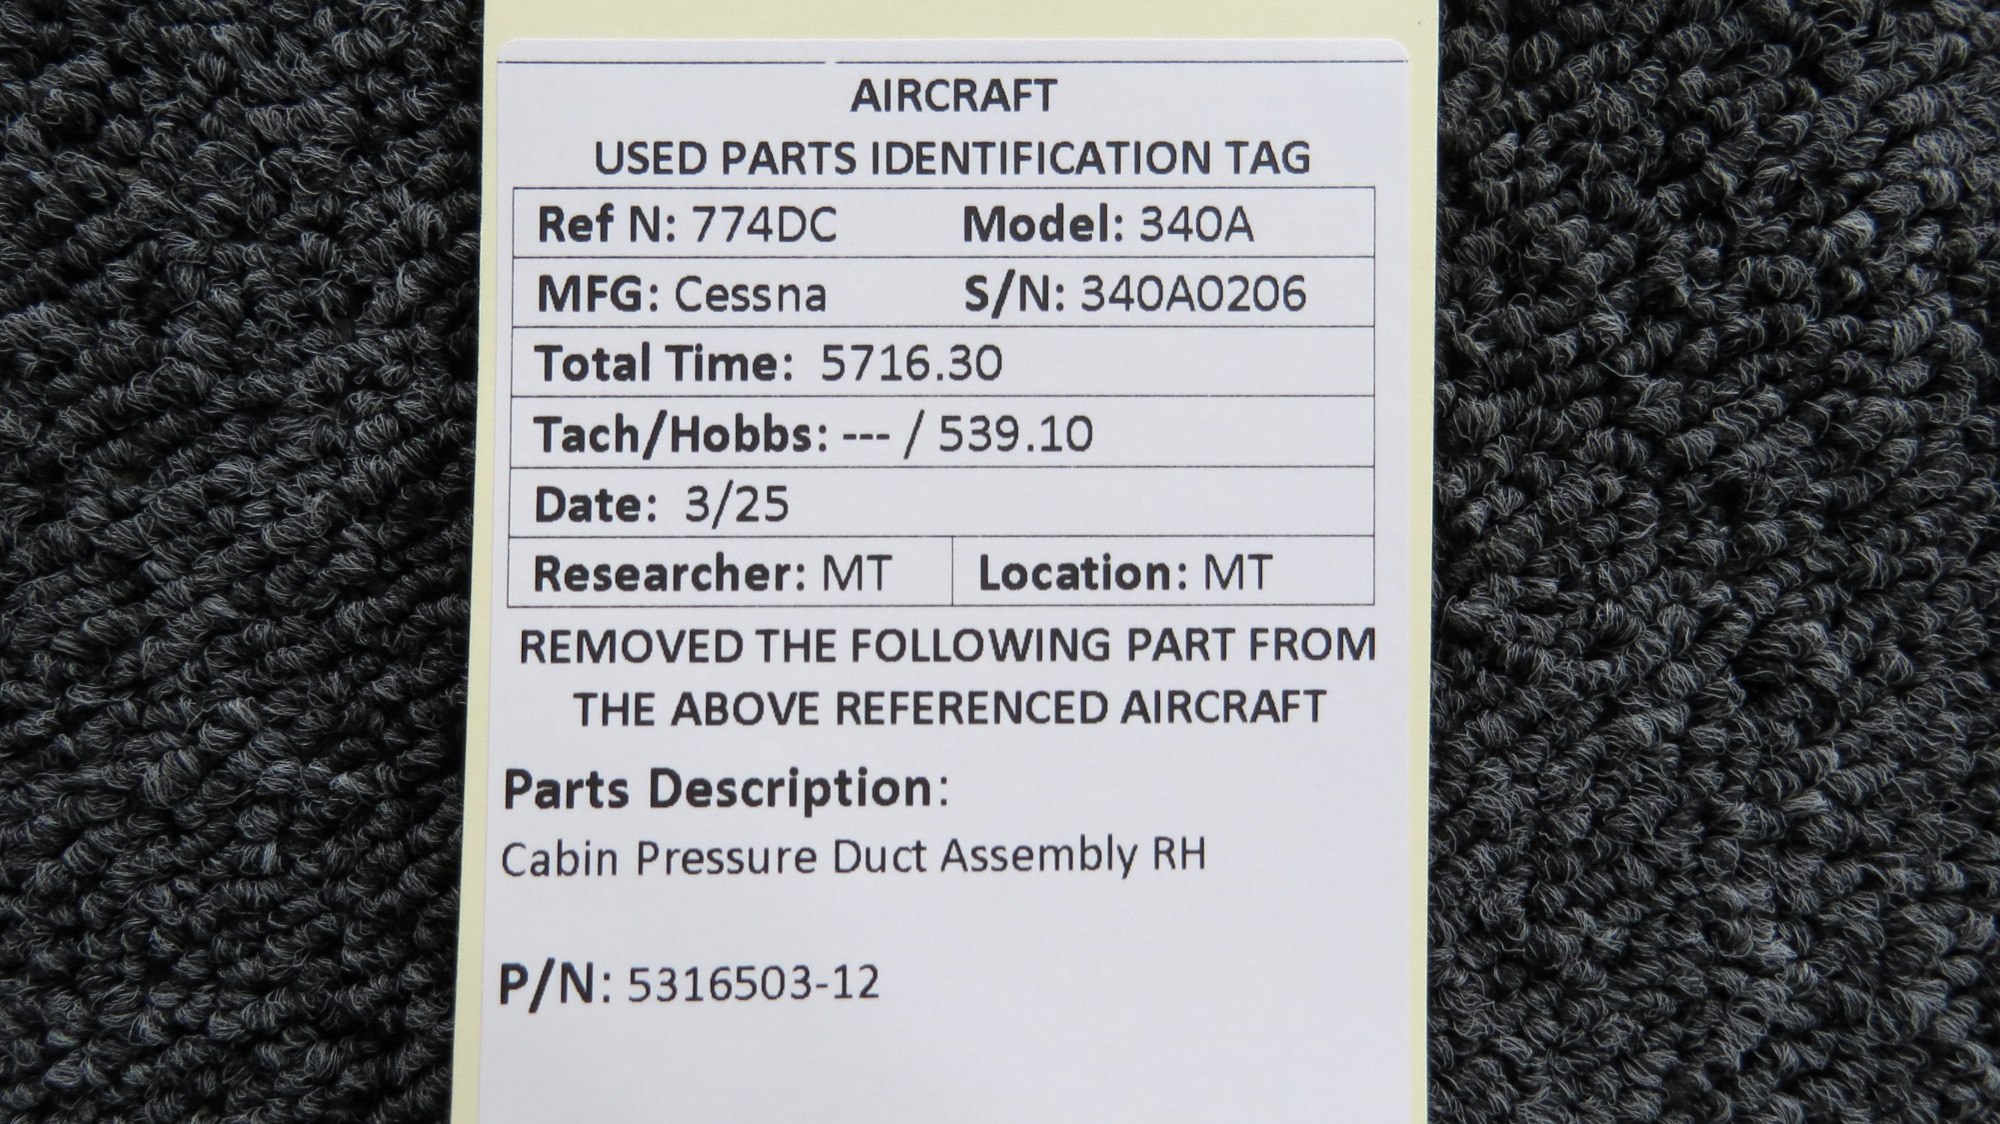 AIRCRAFT
USED PARTS IDENTIFICATION TAG
Ref N: 774DC Model: 340A
MFG: Cessna S/N: 340A0206
Total Time: 5716.30
Tach/Hobbs: --- / 539.10
Date: 3/25
Researcher: MT Location: MT
REMOVED THE FOLLOWING PART FROM
THE ABOVE REFERENCED AIRCRAFT
Parts Description:
Cabin Pressure Duct Assembly RH
P/N: 5316503-12